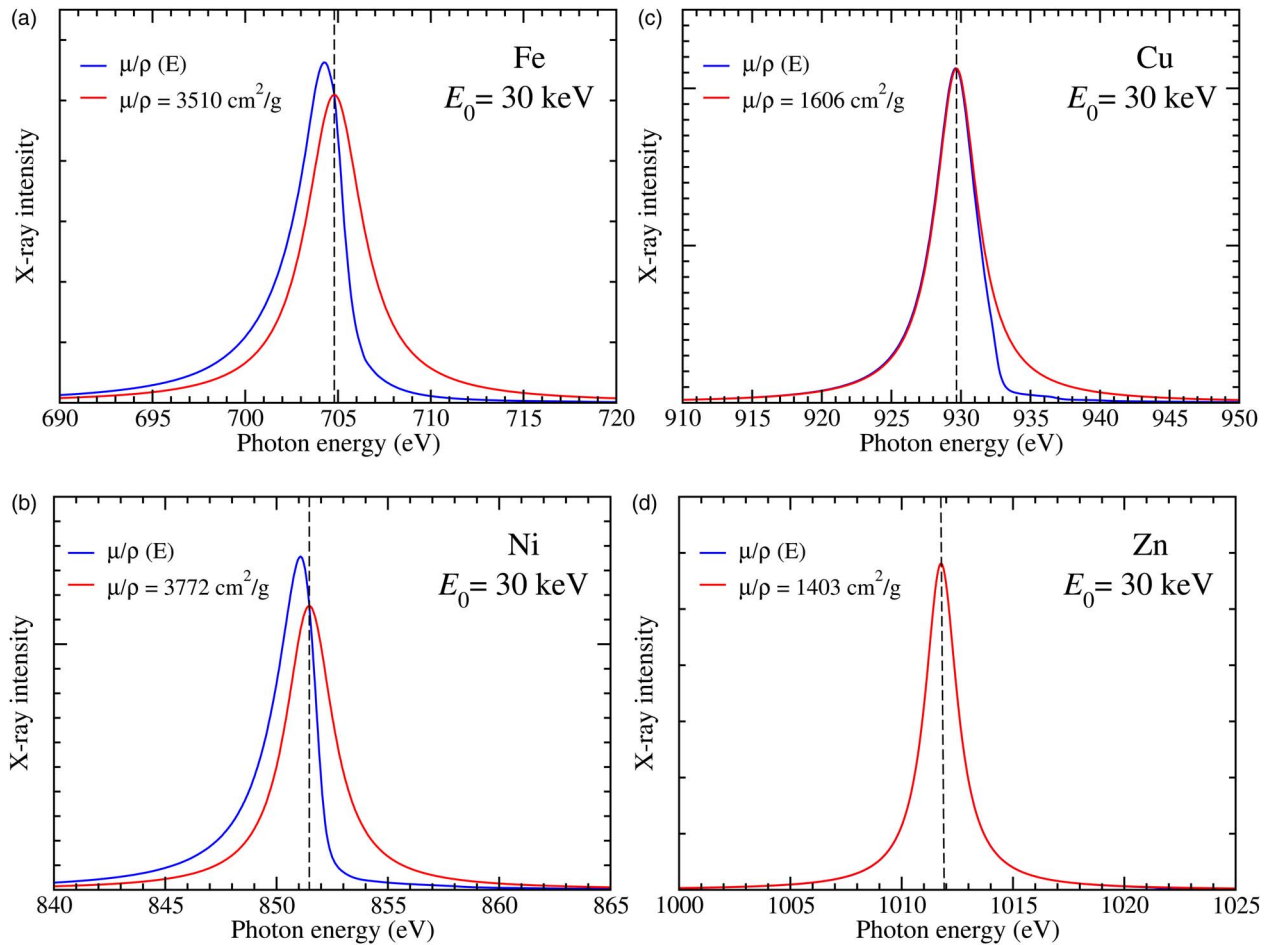 (a)
μ/ρ (E)
μ/ρ = 3510 cm²/g
Fe
E₀= 30 keV
X-ray intensity
690 695 700 705 710 715 720
Photon energy (eV)
(c)
μ/ρ (E)
μ/ρ = 1606 cm²/g
Cu
E₀= 30 keV
X-ray intensity
910 915 920 925 930 935 940 945 950
Photon energy (eV)
(b)
μ/ρ (E)
μ/ρ = 3772 cm²/g
Ni
E₀= 30 keV
X-ray intensity
840 845 850 855 860 865
Photon energy (eV)
(d)
μ/ρ (E)
μ/ρ = 1403 cm²/g
Zn
E₀= 30 keV
X-ray intensity
1000 1005 1010 1015 1020 1025
Photon energy (eV)